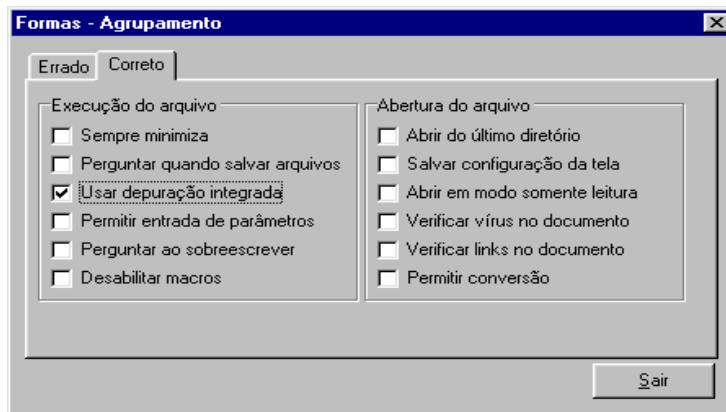 Formas - Agrupamento
Errado
Correto
Execução do arquivo
Sempre minimiza
Perguntar quando salvar arquivos
Usar depuração integrada
Permitir entrada de parâmetros
Perguntar ao sobreescrever
Desabilitar macros
Abertura do arquivo
Abrir do último diretório
Salvar configuração da tela
Abrir em modo somente leitura
Verificar vírus no documento
Verificar links no documento
Permitir conversão
Sair